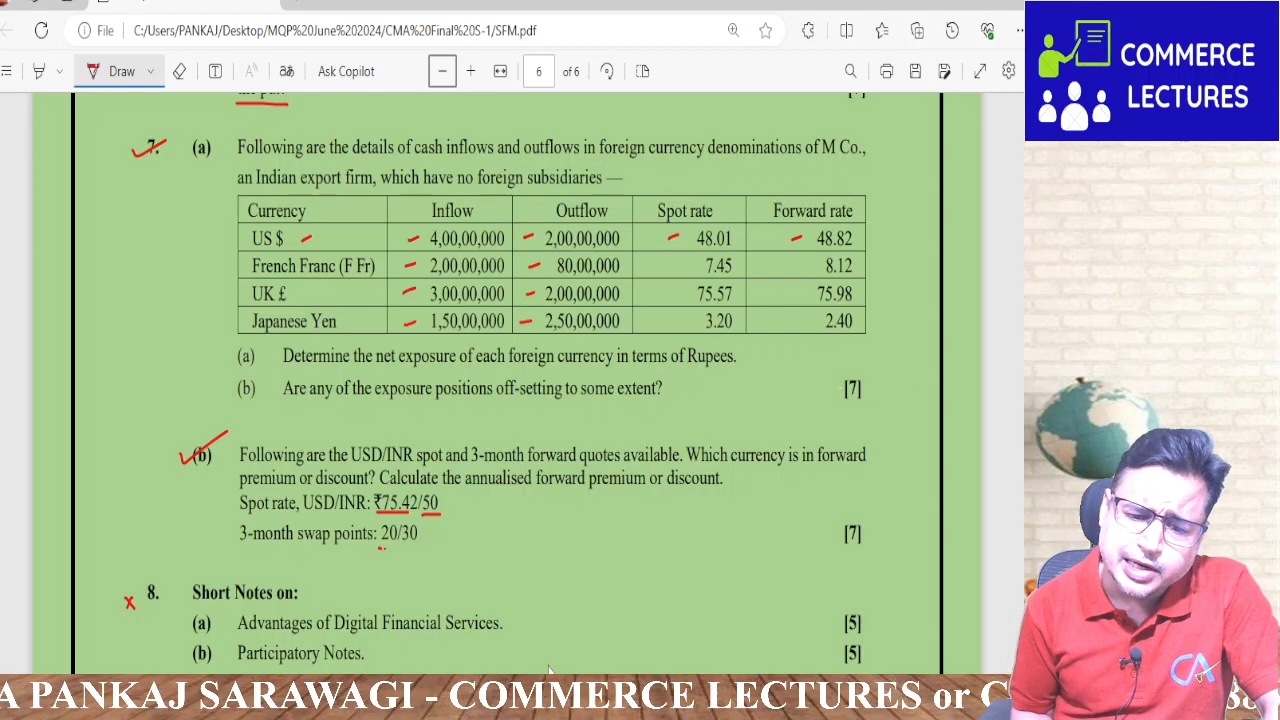 File C:/Users/PANKAJ/Desktop/MQP%20June%202024/CMA%20Final%20S-1/SFM.pdf
Draw Ask Copilot 6 of 6
COMMERCE
LECTURES
7. (a) Following are the details of cash inflows and outflows in foreign currency denominations of M Co.,
an Indian export firm, which have no foreign subsidiaries —
Currency Inflow Outflow Spot rate Forward rate
US $ 4,00,00,000 2,00,00,000 48.01 48.82
French Franc (F Fr) 2,00,00,000 80,00,000 7.45 8.12
UK £ 3,00,00,000 2,00,00,000 75.57 75.98
Japanese Yen 1,50,00,000 2,50,00,000 3.20 2.40
(a) Determine the net exposure of each foreign currency in terms of Rupees.
(b) Are any of the exposure positions off-setting to some extent? [7]
(b) Following are the USD/INR spot and 3-month forward quotes available. Which currency is in forward
premium or discount? Calculate the annualised forward premium or discount.
Spot rate, USD/INR: ₹75.42/50
3-month swap points: 20/30 [7]
8. Short Notes on:
(a) Advantages of Digital Financial Services. [5]
(b) Participatory Notes. [5]
CA
A PANKAJ SARAWAGI - COMMERCE LECTURES or C